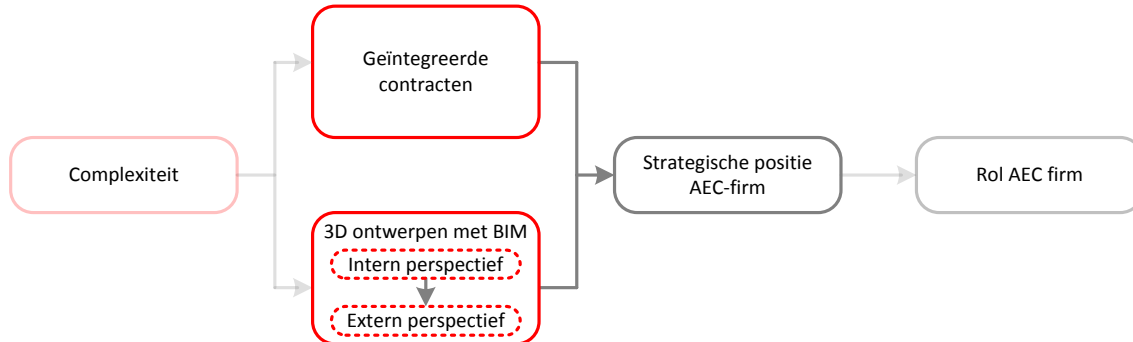 Complexiteit
Geïntegreerde
contracten
3D ontwerpen met BIM
Intern perspectief
Extern perspectief
Strategische positie
AEC-firm
Rol AEC firm